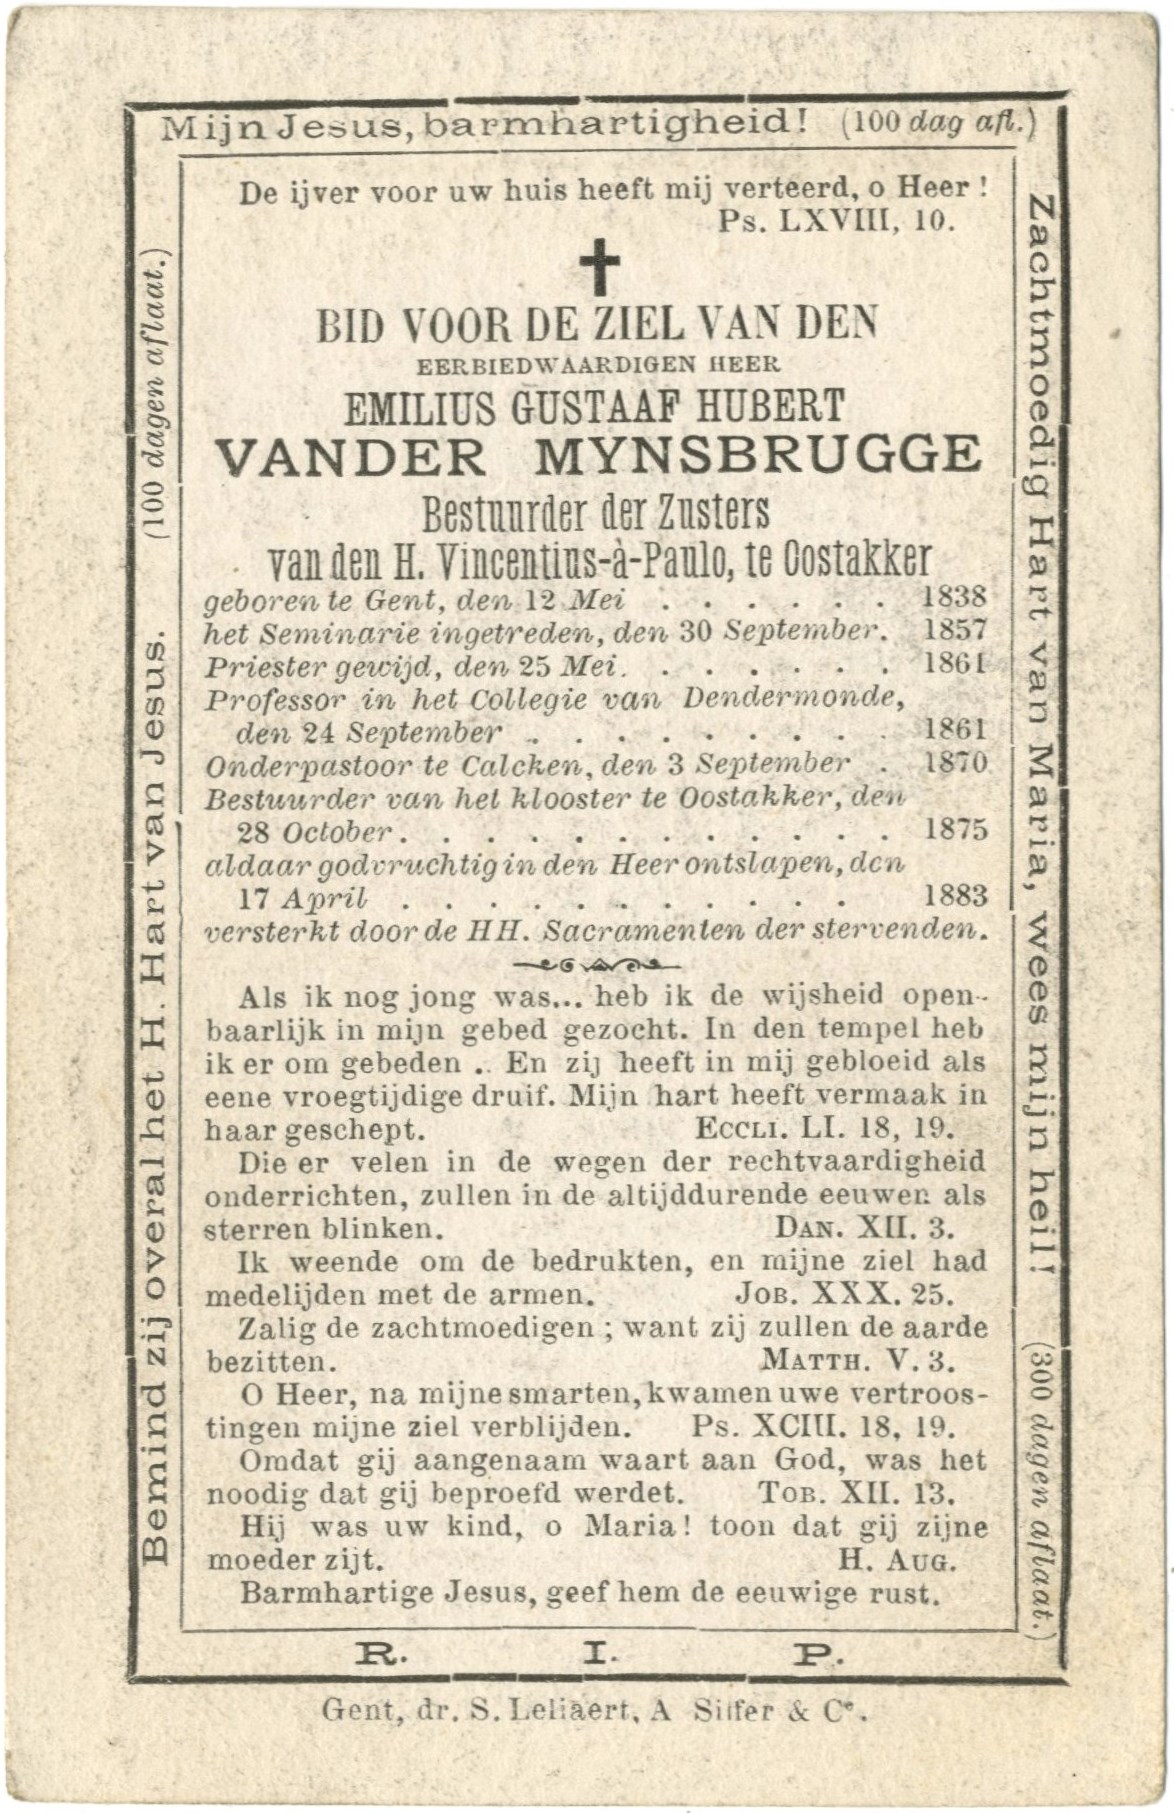 Mijn Jesus, barmhartigheid! (100 dag afl.)
De ijver voor uw huis heeft mij verteerd, o Heer !
Ps. LXVIII, 10.
BID VOOR DE ZIEL VAN DEN
EERBIEDWAARDIGEN HEER
EMILIUS GUSTAAF HUBERT
VANDER MYNSBRUGGE
Bestuurder der Zusters
van den H. Vincentius-à-Paulo, te Oostakker
geboren te Gent, den 12 Mei . . . . . . 1838
het Seminarie ingetreden, den 30 September. 1857
Priester gewijd, den 25 Mei. . . . . . . 1861
Professor in het Collegie van Dendermonde,
den 24 September . . . . . . . . . 1861
Onderpastoor te Calcken, den 3 September . 1870
Bestuurder van het klooster te Oostakker, den
28 October. . . . . . . . . . . . 1875
aldaar godvruchtig in den Heer ontslapen, den
17 April . . . . . . . . . . . 1883
versterkt door de HH. Sacramenten der stervenden.
Als ik nog jong was... heb ik de wijsheid open-
baarlijk in mijn gebed gezocht. In den tempel heb
ik er om gebeden .. En zij heeft in mij gebloeid als
eene vroegtijdige druif. Mijn hart heeft vermaak in
haar geschept. ECCLI. LI. 18, 19.
Die er velen in de wegen der rechtvaardigheid
onderrichten, zullen in de altijddurende eeuwen als
sterren blinken. DAN. XII. 3.
Ik weende om de bedrukten, en mijne ziel had
medelijden met de armen. JOB. XXX. 25.
Zalig de zachtmoedigen ; want zij zullen de aarde
bezitten. MATTH. V. 3.
O Heer, na mijne smarten, kwamen uwe vertroos-
tingen mijne ziel verblijden. Ps. XCIII. 18, 19.
Omdat gij aangenaam waart aan God, was het
noodig dat gij beproefd werdet. TOB. XII. 13.
Hij was uw kind, o Maria! toon dat gij zijne
moeder zijt. H. AUG.
Barmhartige Jesus, geef hem de eeuwige rust.
R. I. P.
Bemind zij overal het H. Hart van Jesus. (100 dagen aflaat.)
Zachtmoedig Hart van Maria, wees mijn heil! (300 dagen aflaat.)
Gent, dr. S. Leliaert, A Siffer & Cᵉ.